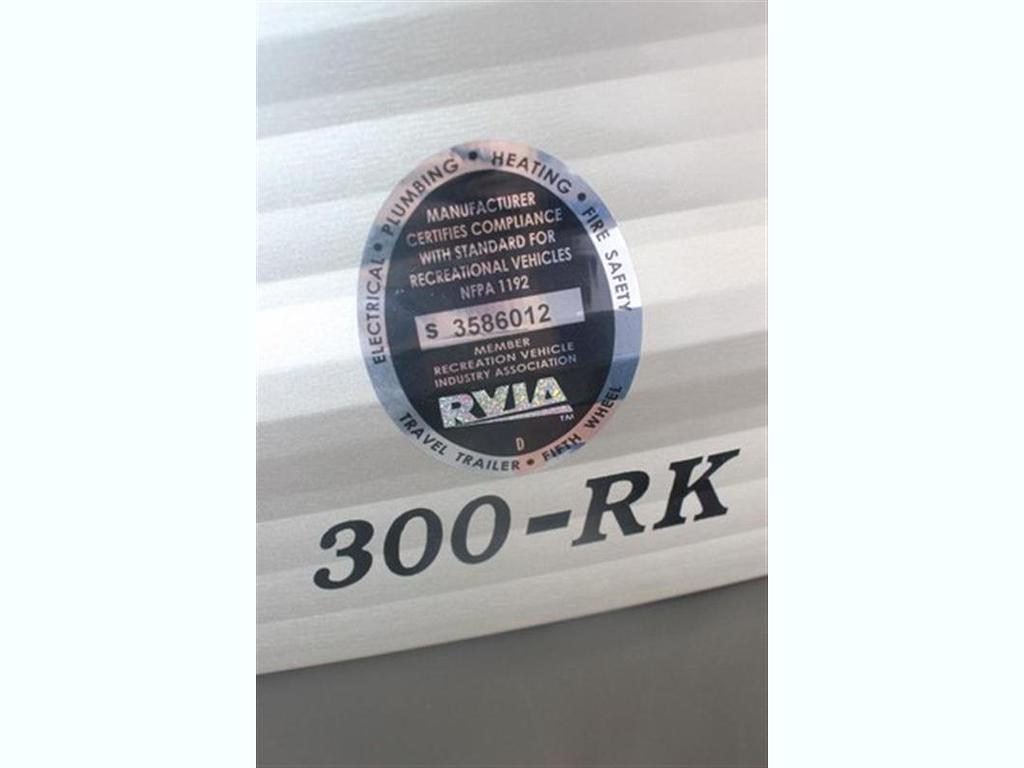 ELECTRICAL • PLUMBING • HEATING • FIRE SAFETY
MANUFACTURER
CERTIFIES COMPLIANCE
WITH STANDARD FOR
RECREATIONAL VEHICLES
NFPA 1192
S 3586012
MEMBER
RECREATION VEHICLE
INDUSTRY ASSOCIATION
RVIA TM
D
TRAVEL TRAILER • FIFTH WHEEL
300-RK